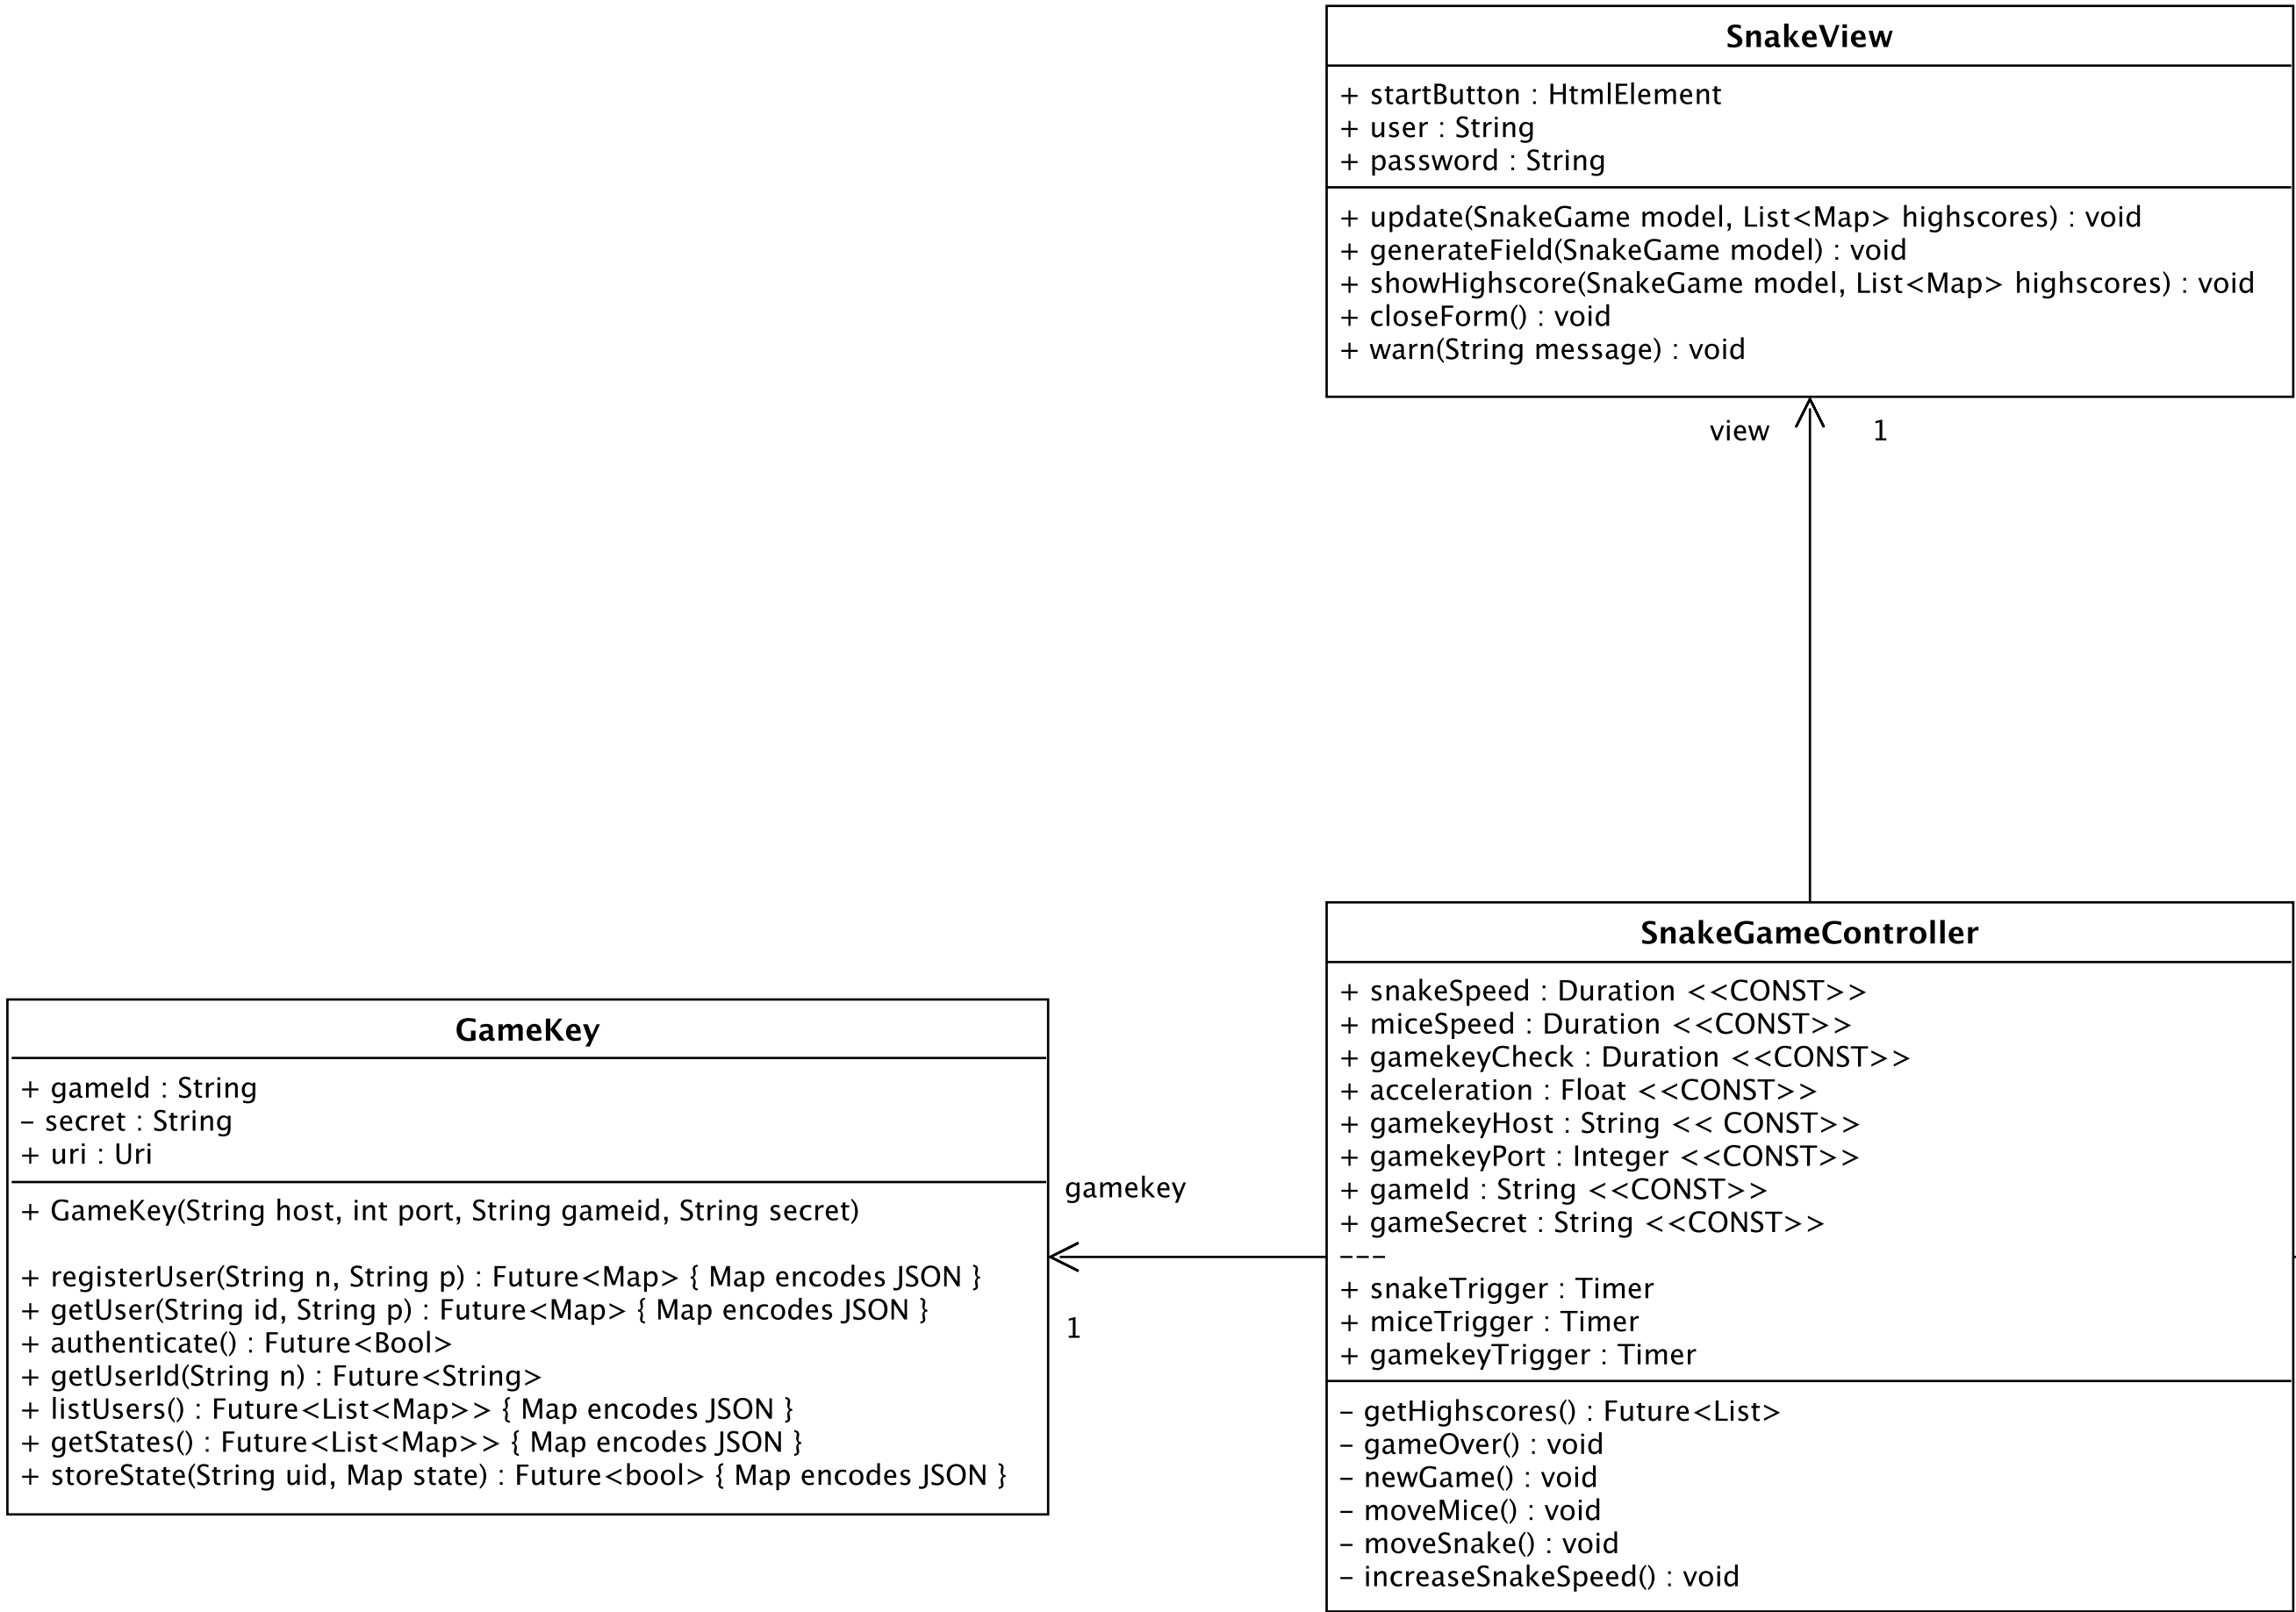 SnakeView
+ startButton : HtmlElement
+ user : String
+ password : String
+ update(SnakeGame model, List<Map> highscores) : void
+ generateField(SnakeGame model) : void
+ showHighscore(SnakeGame model, List<Map> highscores) : void
+ closeForm() : void
+ warn(String message) : void
view 1
SnakeGameController
+ snakeSpeed : Duration <<CONST>>
+ miceSpeed : Duration <<CONST>>
+ gamekeyCheck : Duration <<CONST>>
+ acceleration : Float <<CONST>>
+ gamekeyHost : String << CONST>>
+ gamekeyPort : Integer <<CONST>>
+ gameId : String <<CONST>>
+ gameSecret : String <<CONST>>
---
+ snakeTrigger : Timer
+ miceTrigger : Timer
+ gamekeyTrigger : Timer
- getHighscores() : Future<List>
- gameOver() : void
- newGame() : void
- moveMice() : void
- moveSnake() : void
- increaseSnakeSpeed() : void
gamekey
1
GameKey
+ gameId : String
- secret : String
+ uri : Uri
+ GameKey(String host, int port, String gameid, String secret)
+ registerUser(String n, String p) : Future<Map> { Map encodes JSON }
+ getUser(String id, String p) : Future<Map> { Map encodes JSON }
+ authenticate() : Future<Bool>
+ getUserId(String n) : Future<String>
+ listUsers() : Future<List<Map>> { Map encodes JSON }
+ getStates() : Future<List<Map>> { Map encodes JSON }
+ storeState(String uid, Map state) : Future<bool> { Map encodes JSON }